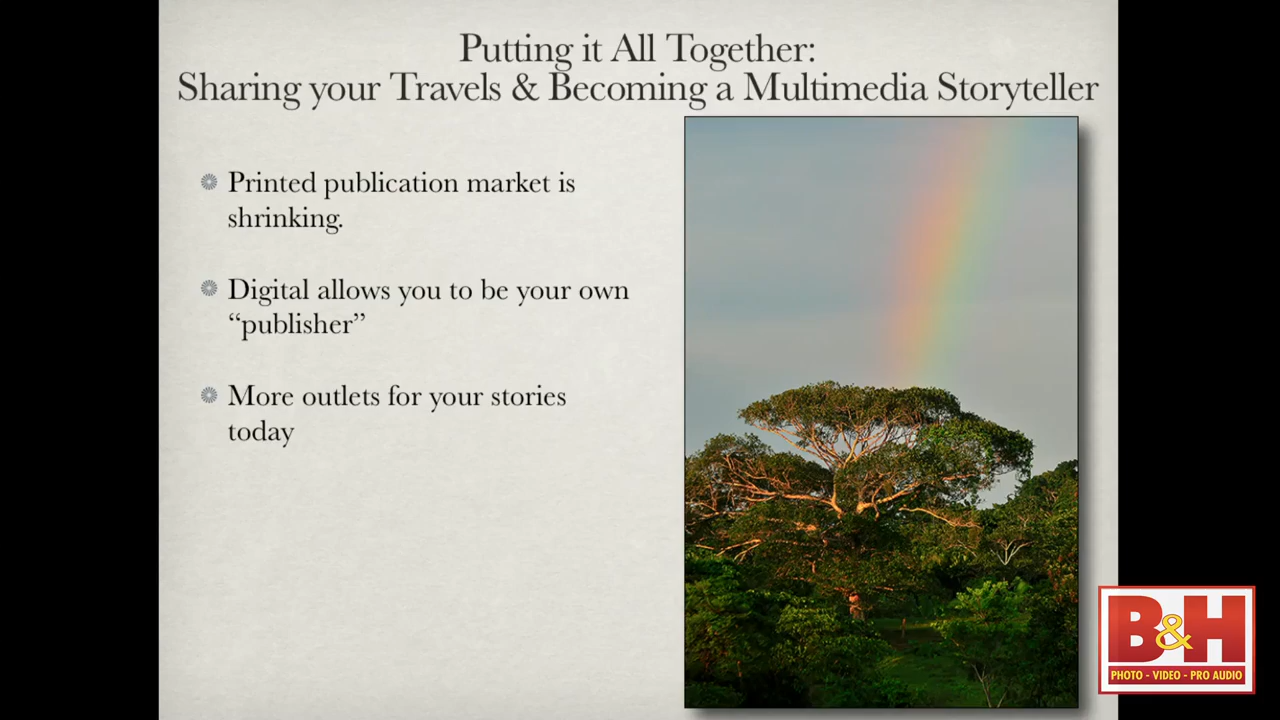 Putting it All Together:
Sharing your Travels & Becoming a Multimedia Storyteller
Printed publication market is
shrinking.
Digital allows you to be your own
“publisher”
More outlets for your stories
today
B&H
PHOTO - VIDEO - PRO AUDIO